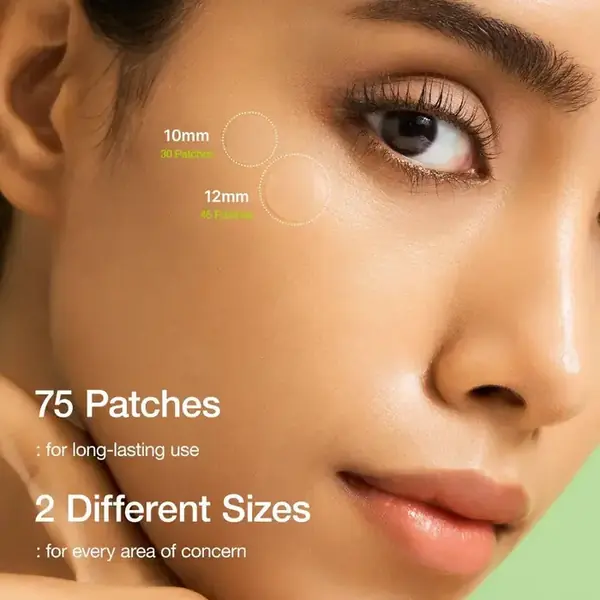 10mm
30 Patches
12mm
45 Patches
75 Patches
: for long-lasting use
2 Different Sizes
: for every area of concern